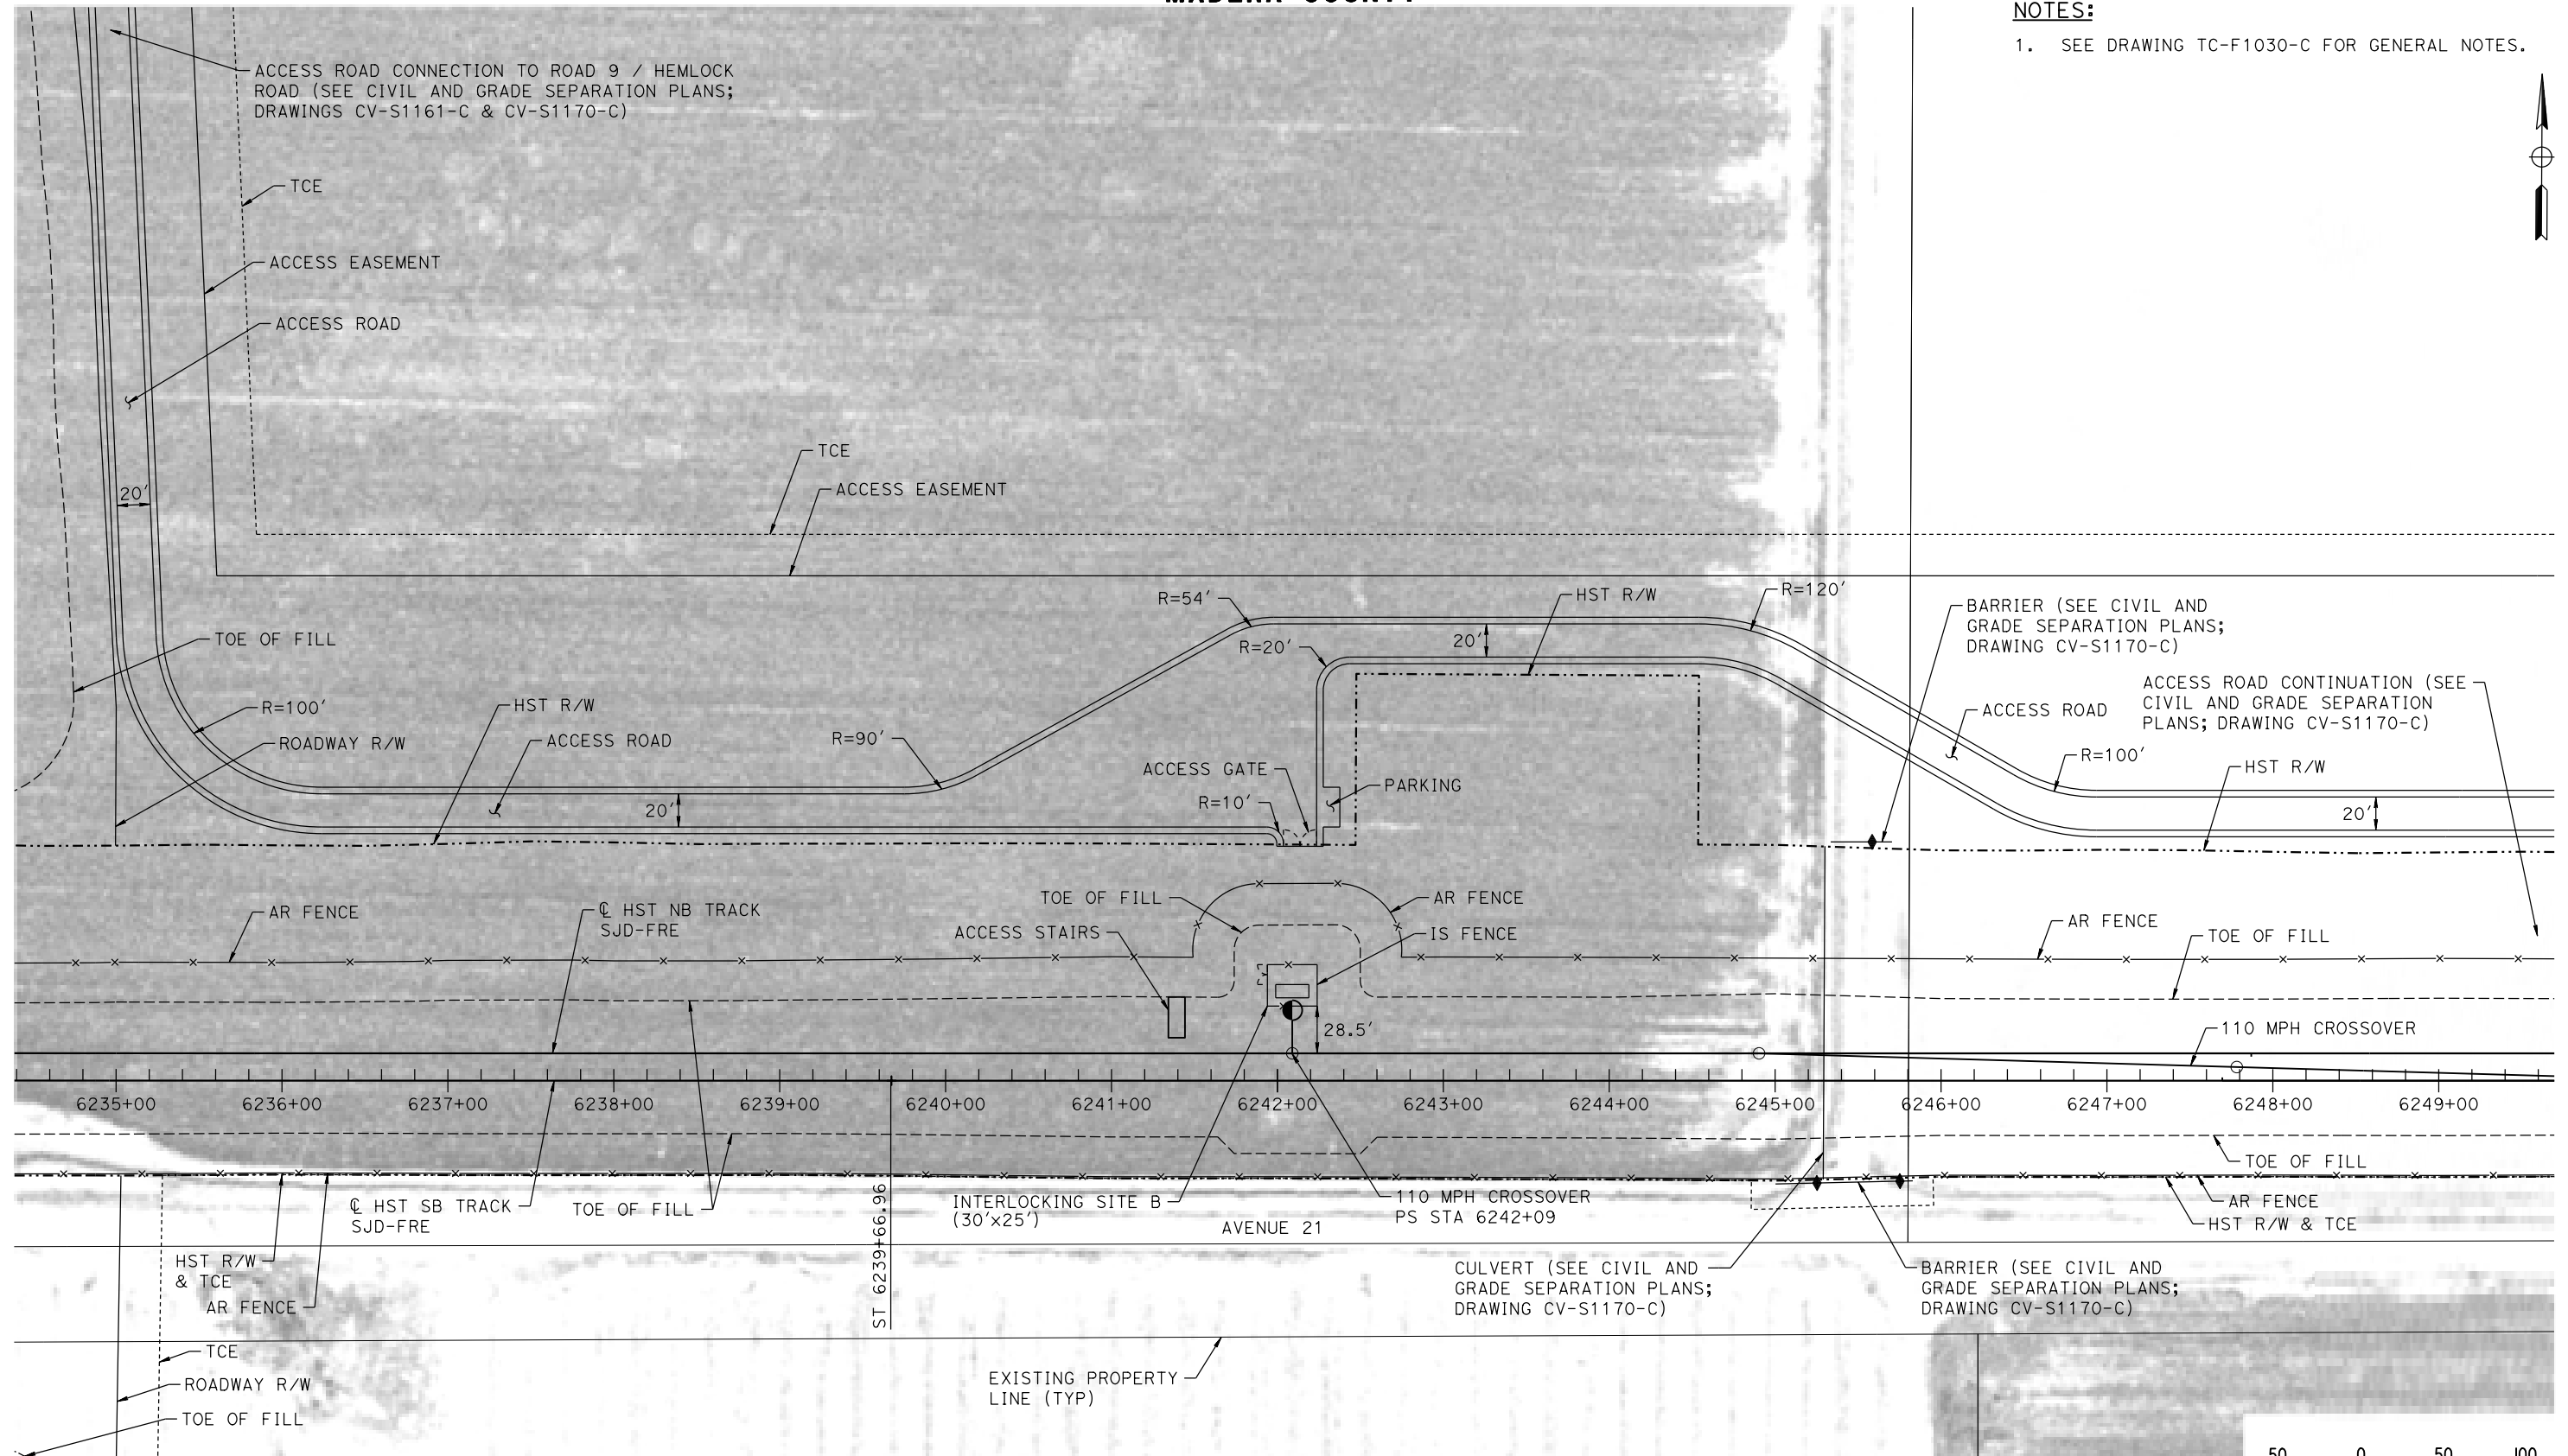 NOTES:
1. SEE DRAWING TC-F1030-C FOR GENERAL NOTES.
ACCESS ROAD CONNECTION TO ROAD 9 / HEMLOCK
ROAD (SEE CIVIL AND GRADE SEPARATION PLANS;
DRAWINGS CV-S1161-C & CV-S1170-C)
TCE
ACCESS EASEMENT
ACCESS ROAD
TCE
ACCESS EASEMENT
20'
R=54'
HST R/W
R=120'
BARRIER (SEE CIVIL AND
GRADE SEPARATION PLANS;
DRAWING CV-S1170-C)
TOE OF FILL
R=20'
20'
ACCESS ROAD CONTINUATION (SEE
CIVIL AND GRADE SEPARATION
PLANS; DRAWING CV-S1170-C)
R=100'
HST R/W
ACCESS ROAD
ROADWAY R/W
ACCESS ROAD
R=90'
R=100'
ACCESS GATE
HST R/W
PARKING
R=10'
20'
20'
AR FENCE
℄ HST NB TRACK
SJD-FRE
TOE OF FILL
AR FENCE
ACCESS STAIRS
IS FENCE
AR FENCE
TOE OF FILL
28.5'
110 MPH CROSSOVER
6235+00
6236+00
6237+00
6238+00
6239+00
6240+00
6241+00
6242+00
6243+00
6244+00
6245+00
6246+00
6247+00
6248+00
6249+00
TOE OF FILL
℄ HST SB TRACK
SJD-FRE
TOE OF FILL
ST 6239+66.96
INTERLOCKING SITE B
(30'x25')
110 MPH CROSSOVER
PS STA 6242+09
AVENUE 21
AR FENCE
HST R/W & TCE
HST R/W
& TCE
AR FENCE
CULVERT (SEE CIVIL AND
GRADE SEPARATION PLANS;
DRAWING CV-S1170-C)
BARRIER (SEE CIVIL AND
GRADE SEPARATION PLANS;
DRAWING CV-S1170-C)
TCE
ROADWAY R/W
TOE OF FILL
EXISTING PROPERTY
LINE (TYP)
50 0 50 100